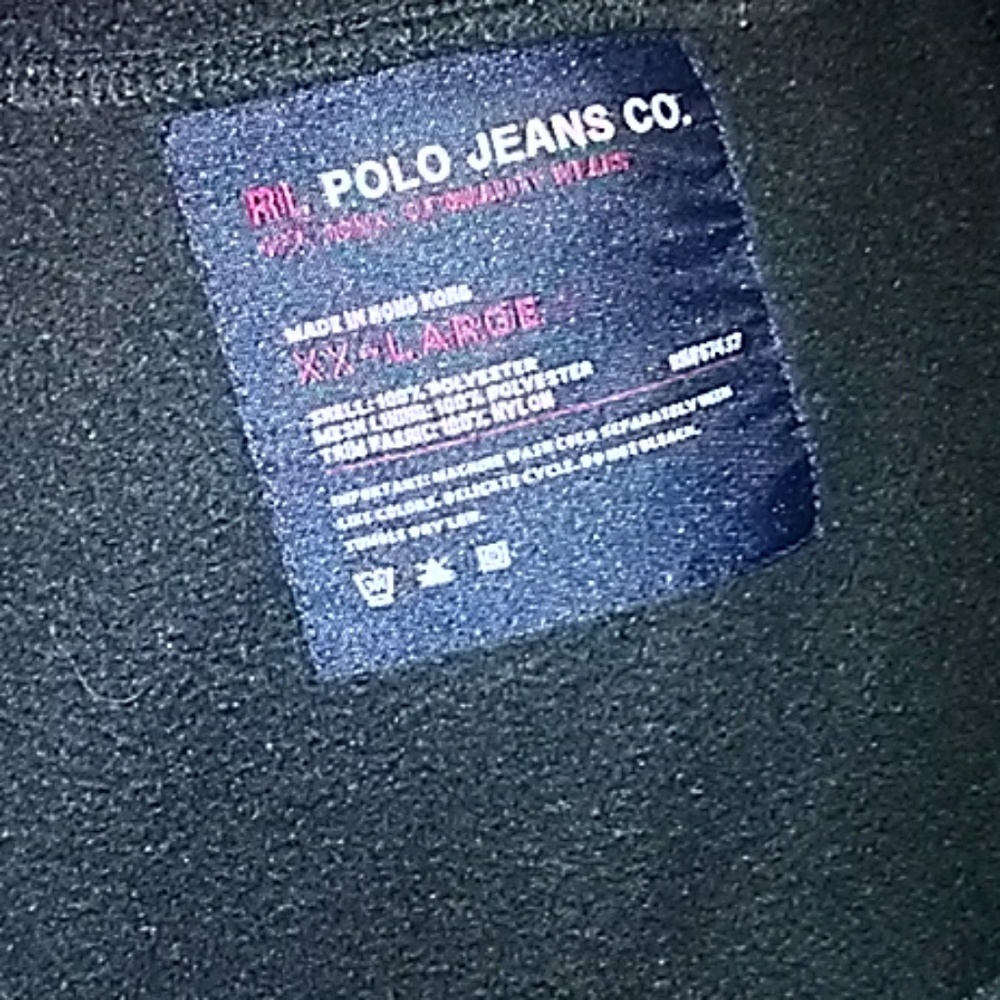 RL POLO JEANS CO.
MADE IN HONG KONG
XX-LARGE
SHELL: 100% POLYESTER
MESH LINING: 100% POLYESTER
TRIM FABRIC: 100% NYLON
IMPORTANT: MACHINE WASH COLD SEPARATELY WITH
LIKE COLORS. DELICATE CYCLE. DO NOT BLEACH.
TUMBLE DRY LOW.